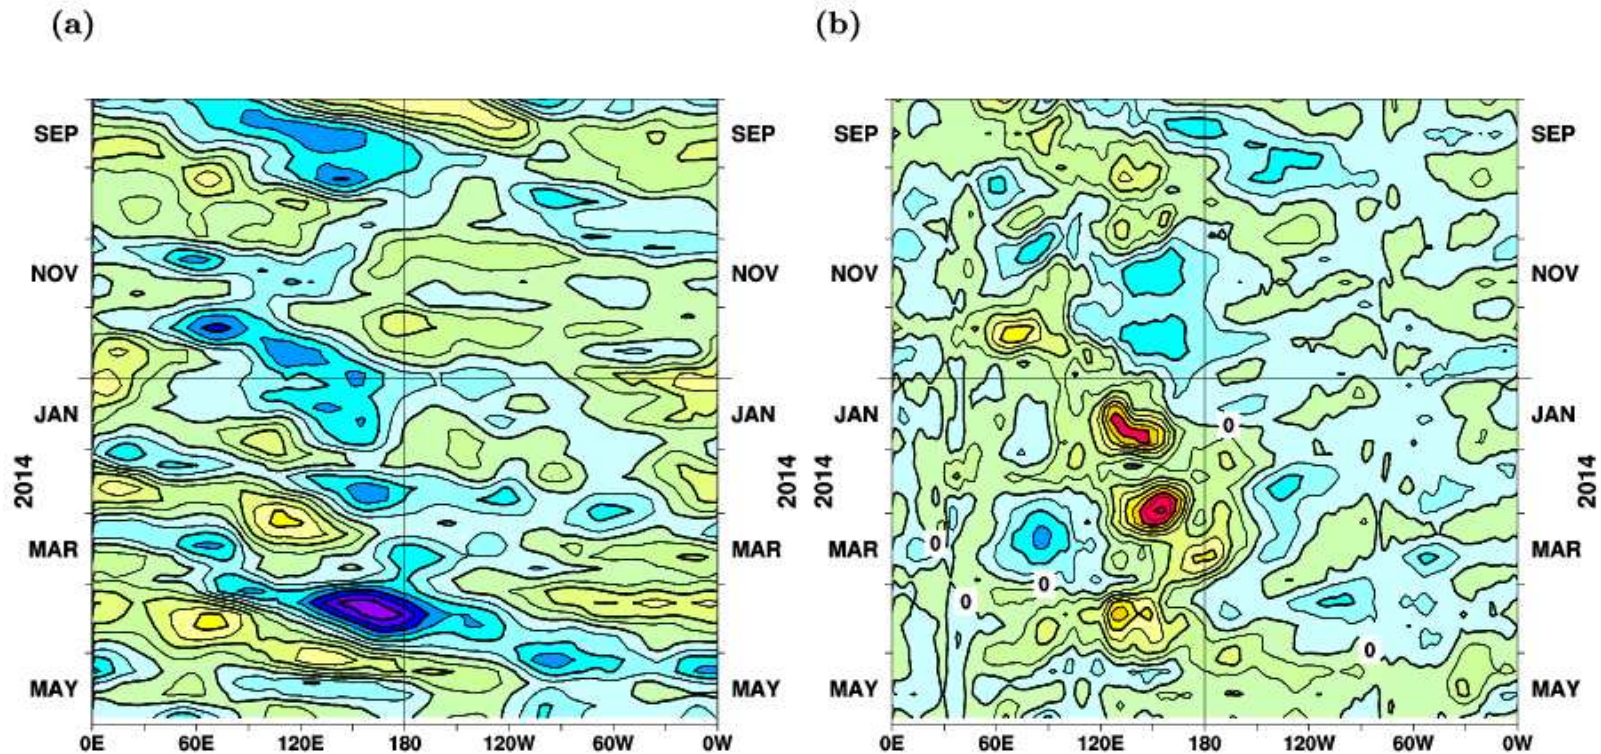 (a)
(b)
SEP SEP SEP SEP
NOV NOV NOV NOV
JAN JAN JAN JAN
0
2014 2014 2014 2014
MAR MAR MAR MAR
0
0
0
0
MAY MAY MAY MAY
0E 60E 120E 180 120W 60W 0W
0E 60E 120E 180 120W 60W 0W